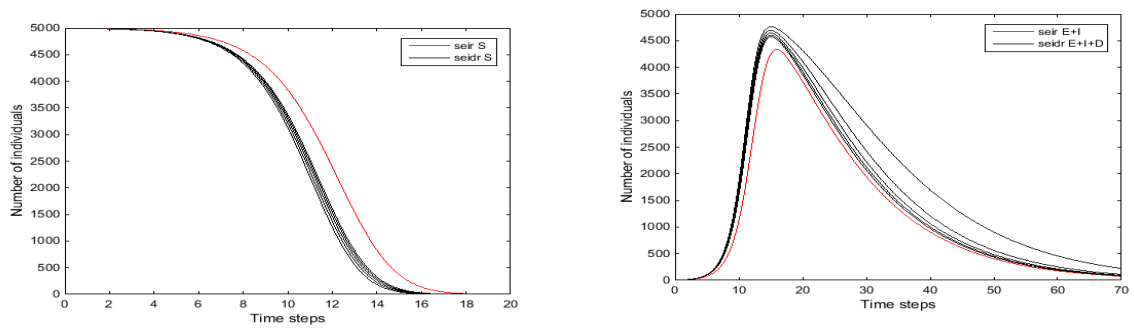 5000
4500
4000
3500
3000
2500
2000
1500
1000
500
0
Number of individuals
seir S
seidr S
0 2 4 6 8 10 12 14 16 18 20
Time steps
5000
4500
4000
3500
3000
2500
2000
1500
1000
500
0
Number of individuals
seir E+I
seidr E+I+D
0 10 20 30 40 50 60 70
Time steps